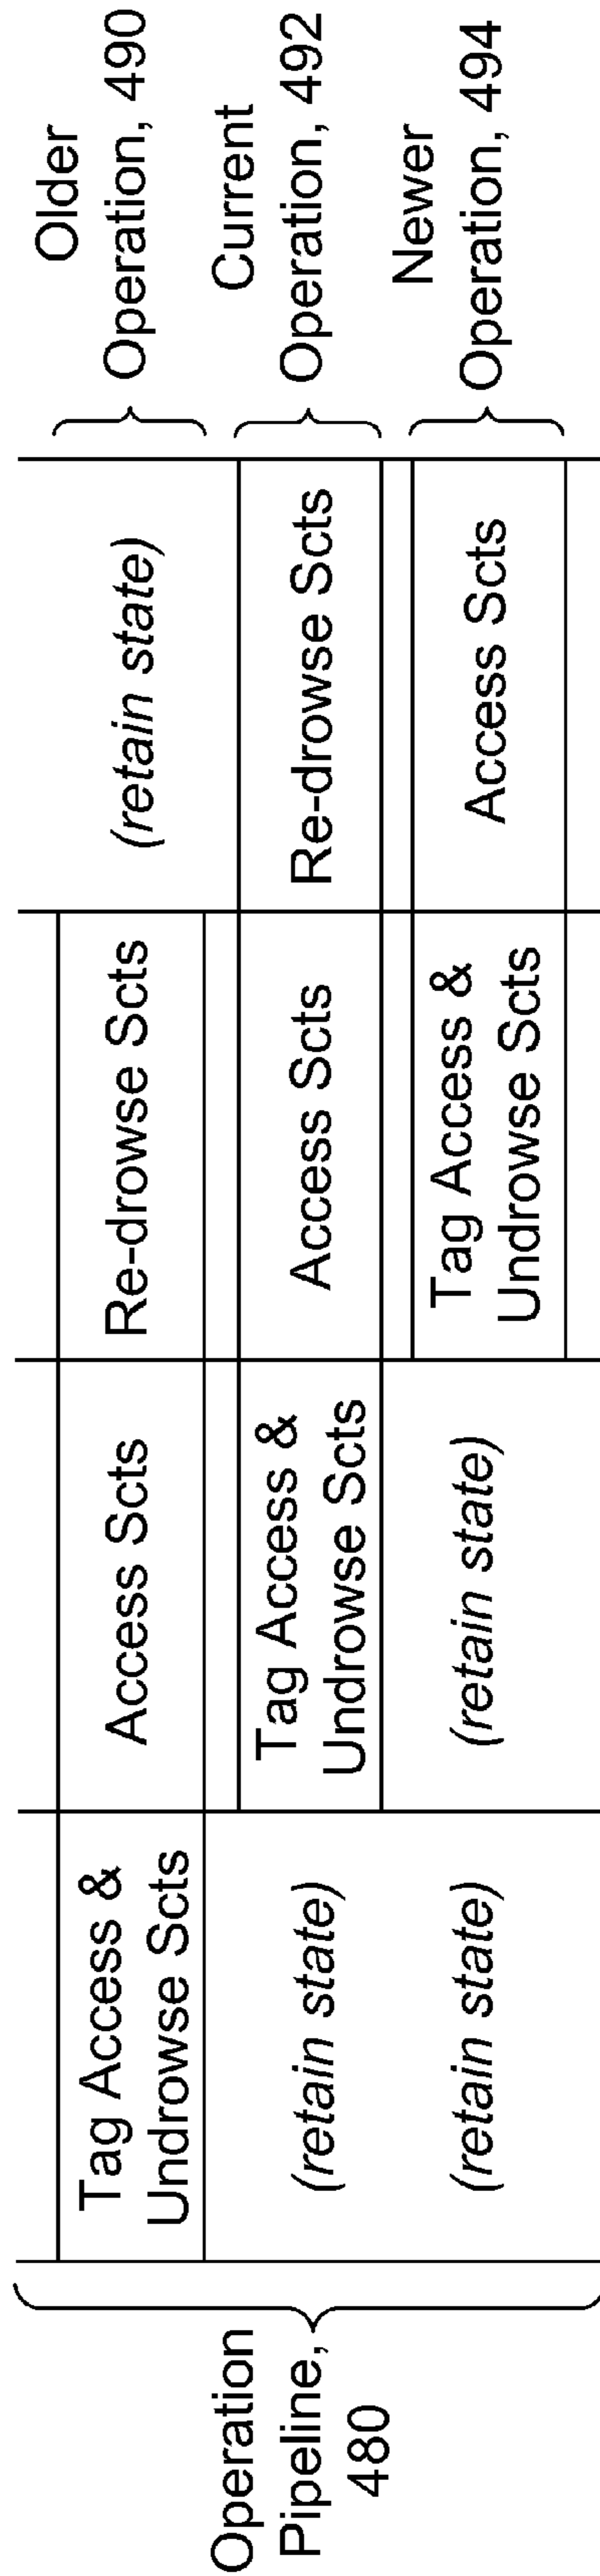 Operation
Pipeline,
480
Tag Access &
Undrowse Scts
Access Scts
Re-drowse Scts
(retain state)
Older
Operation, 490
(retain state)
Tag Access &
Undrowse Scts
Access Scts
Re-drowse Scts
Current
Operation, 492
(retain state)
(retain state)
Tag Access &
Undrowse Scts
Access Scts
Newer
Operation, 494